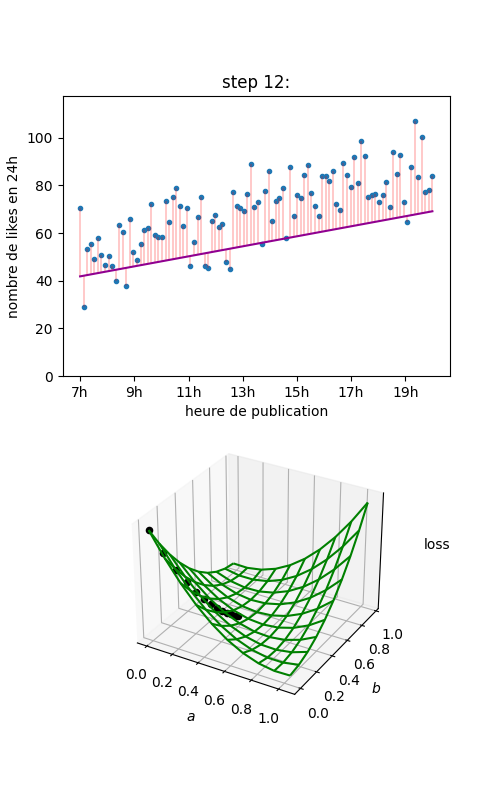 step 12:
nombre de likes en 24h
100
80
60
40
20
0
7h 9h 11h 13h 15h 17h 19h
heure de publication
loss
0.0 0.2 0.4 0.6 0.8 1.0
a
0.0 0.2 0.4 0.6 0.8 1.0
b